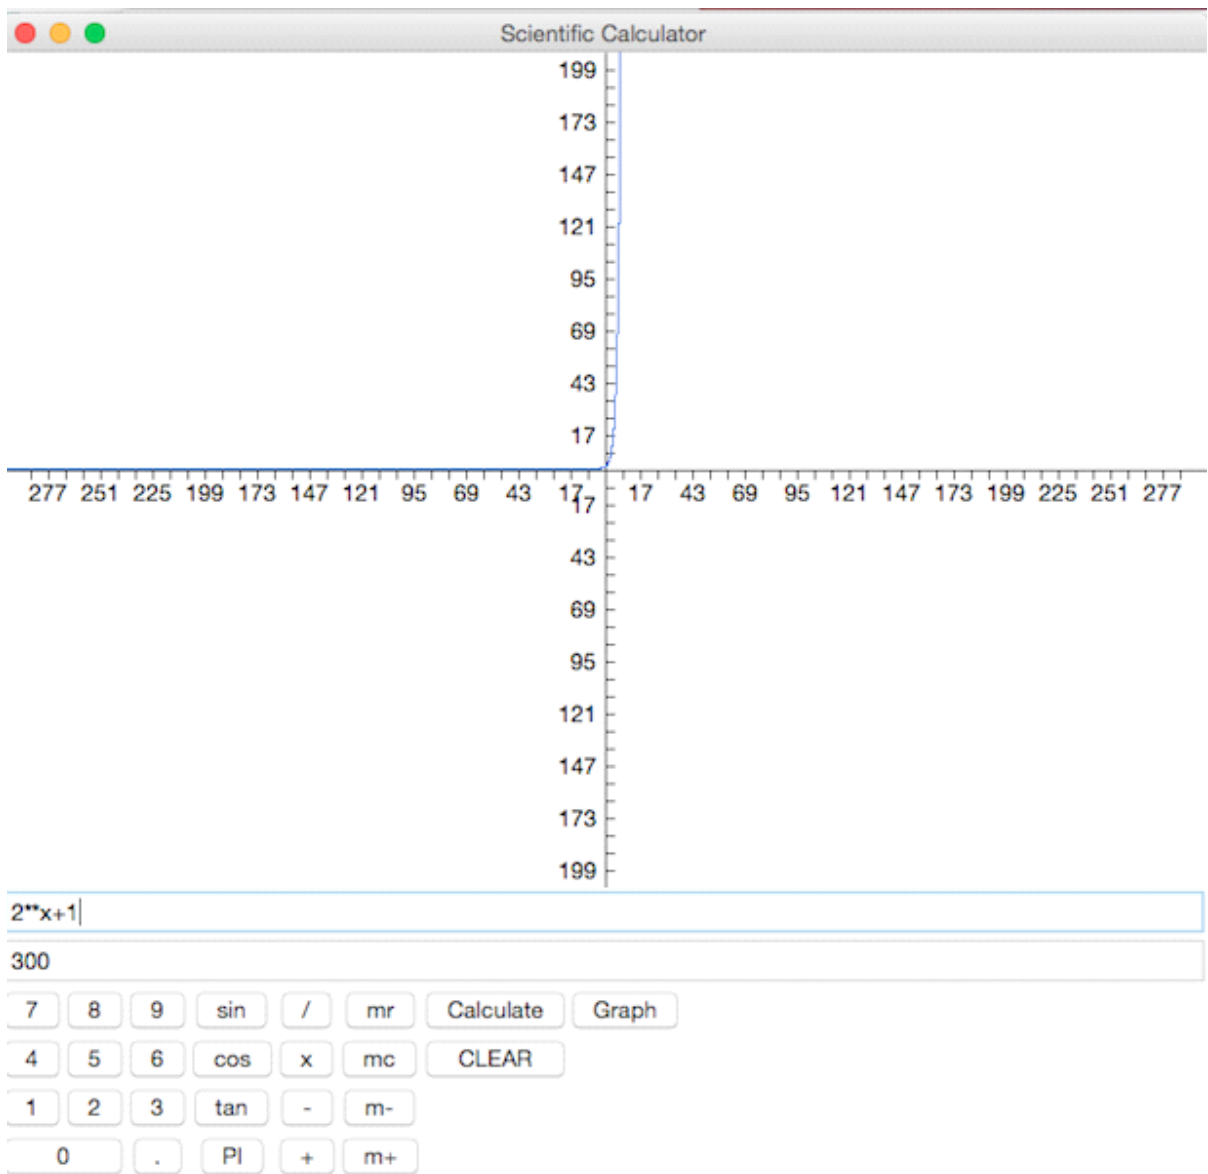 Scientific Calculator
199
173
147
121
95
69
43
17
277 251 225 199 173 147 121 95 69 43 17 17 43 69 95 121 147 173 199 225 251 277
17
43
69
95
121
147
173
199
2**x+1
300
7 8 9 sin / mr Calculate Graph
4 5 6 cos x mc CLEAR
1 2 3 tan - m-
0 . PI + m+